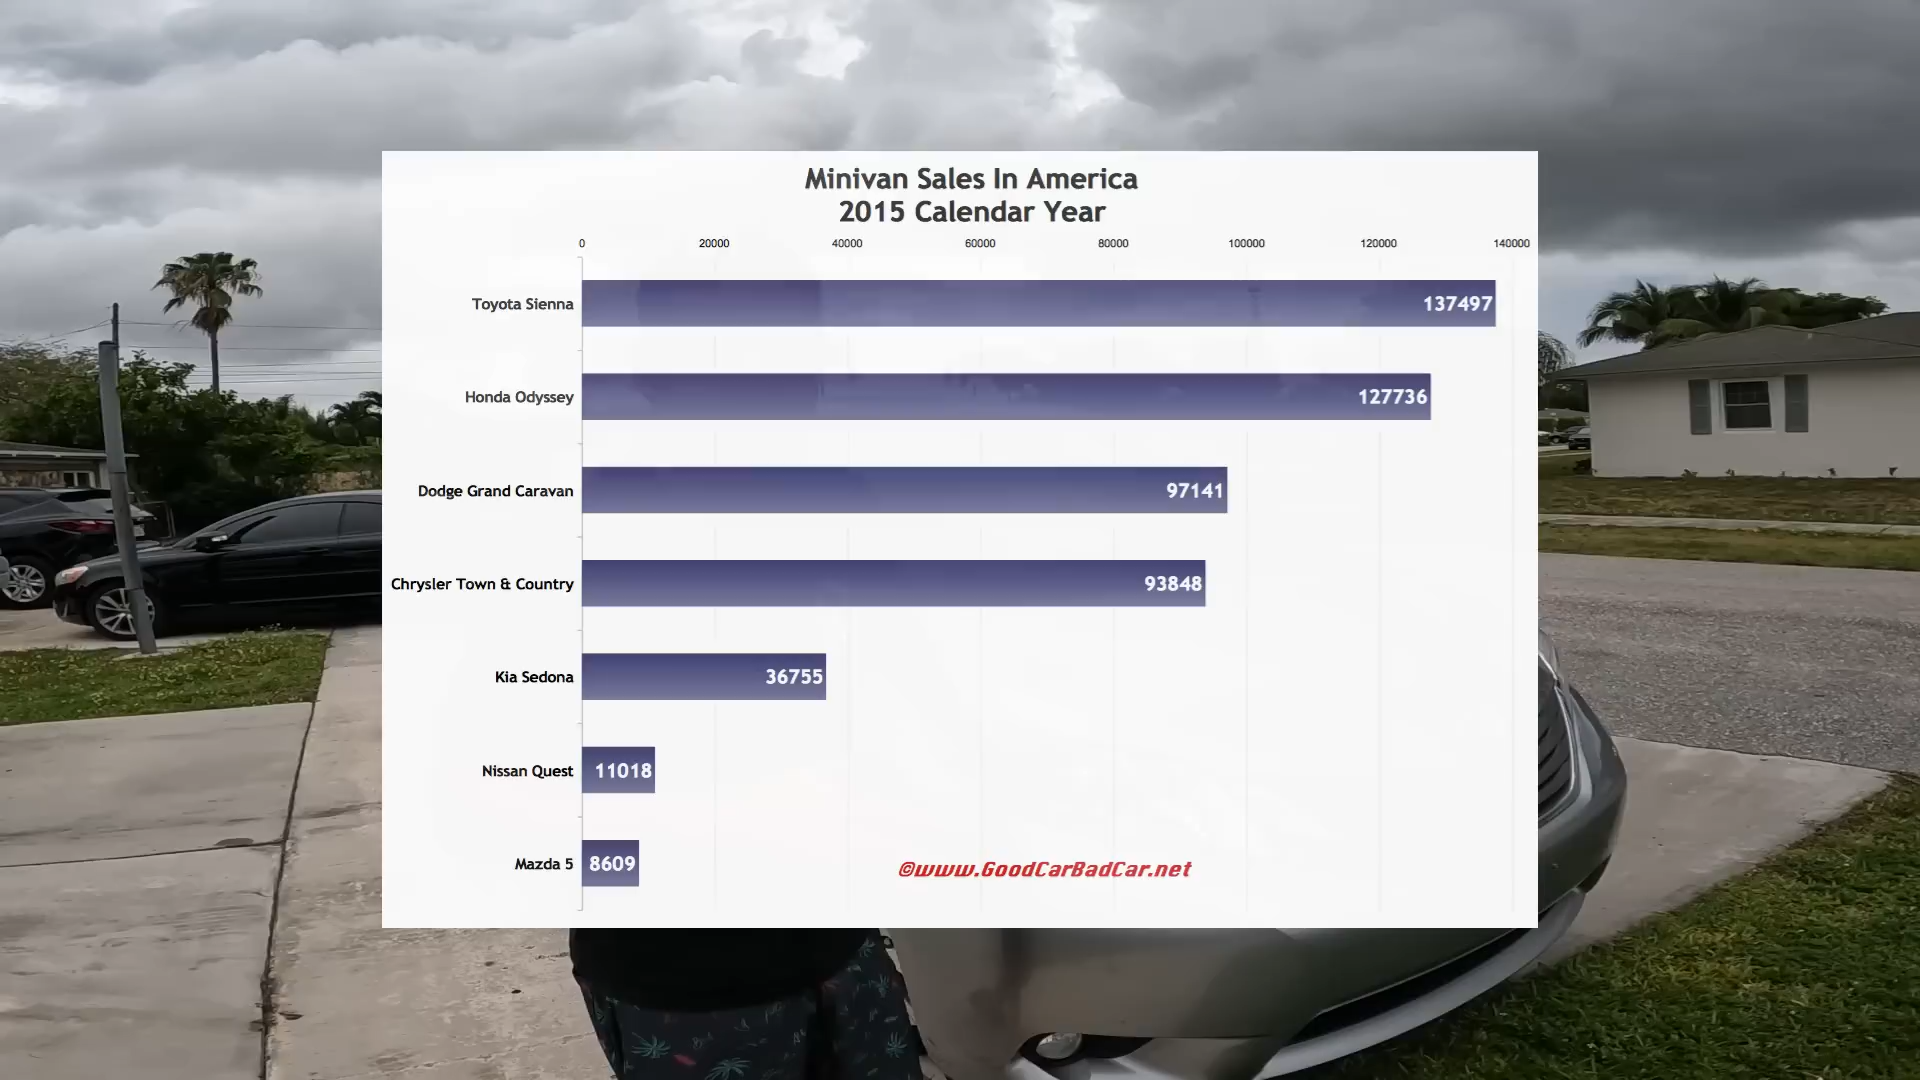 Minivan Sales In America
2015 Calendar Year
0 20000 40000 60000 80000 100000 120000 140000
Toyota Sienna 137497
Honda Odyssey 127736
Dodge Grand Caravan 97141
Chrysler Town & Country 93848
Kia Sedona 36755
Nissan Quest 11018
Mazda 5 8609
©www.GoodCarBadCar.net